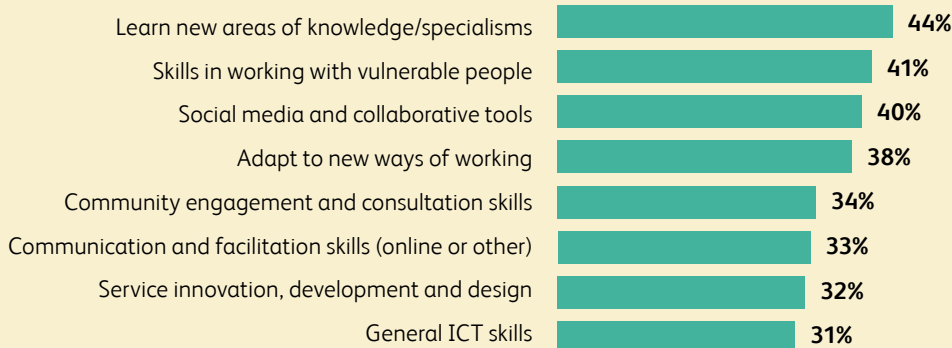 Learn new areas of knowledge/specialisms 44%
Skills in working with vulnerable people 41%
Social media and collaborative tools 40%
Adapt to new ways of working 38%
Community engagement and consultation skills 34%
Communication and facilitation skills (online or other) 33%
Service innovation, development and design 32%
General ICT skills 31%